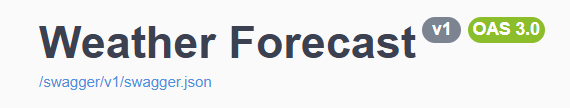 Weather Forecast v1 OAS 3.0
/swagger/v1/swagger.json